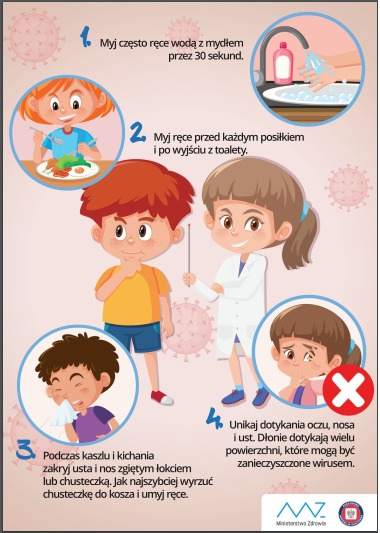 1. Myj często ręce wodą z mydłem
przez 30 sekund.
2. Myj ręce przed każdym posiłkiem
i po wyjściu z toalety.
3. Podczas kaszlu i kichania
zakryj usta i nos zgiętym łokciem
lub chusteczką. Jak najszybciej wyrzuć
chusteczkę do kosza i umyj ręce.
4. Unikaj dotykania oczu, nosa
i ust. Dłonie dotykają wielu
powierzchni, które mogą być
zanieczyszczone wirusem.
Ministerstwo Zdrowia